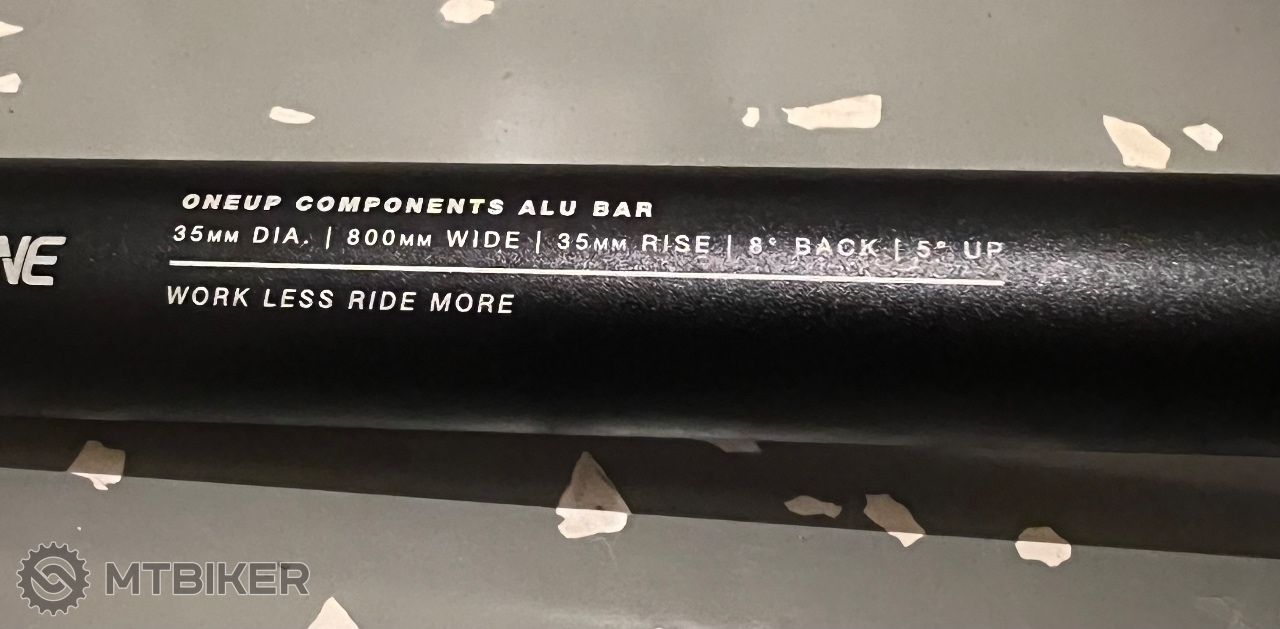 ONEUP COMPONENTS ALU BAR
35MM DIA. | 800MM WIDE | 35MM RISE | 8° BACK | 5° UP
NE
WORK LESS RIDE MORE
MTBIKER